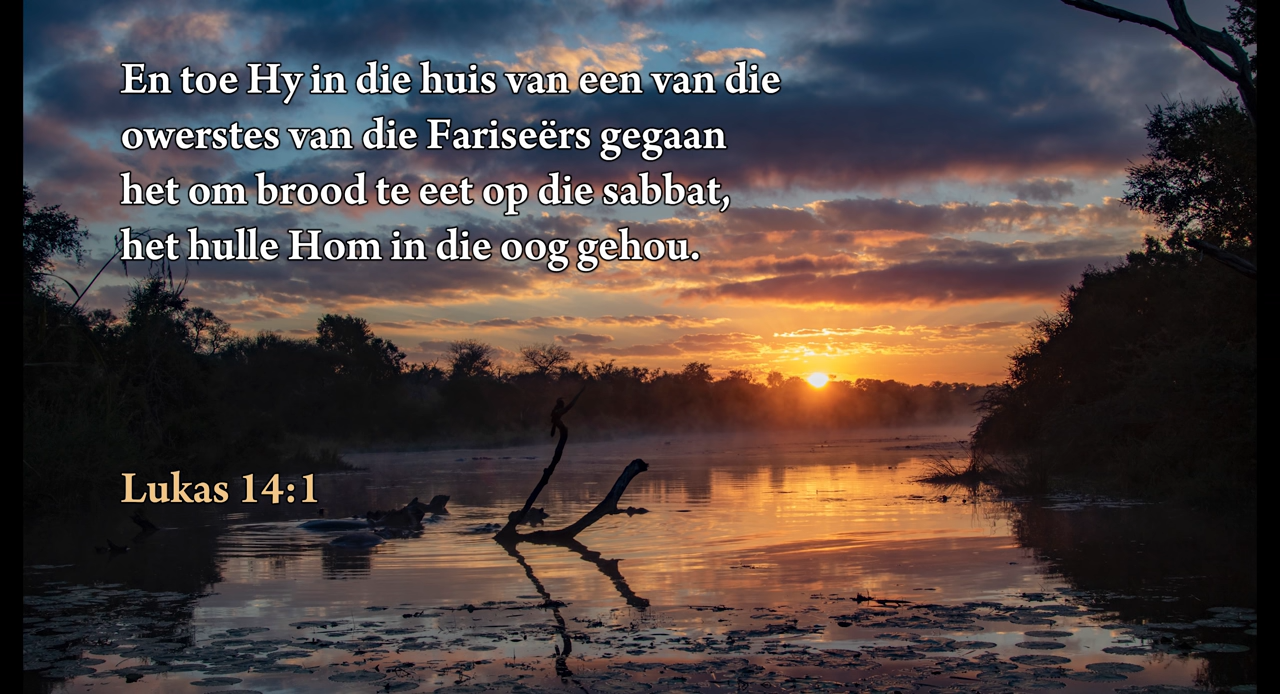 En toe Hy in die huis van een van die
owerstes van die Fariseërs gegaan
het om brood te eet op die sabbat,
het hulle Hom in die oog gehou.
Lukas 14:1